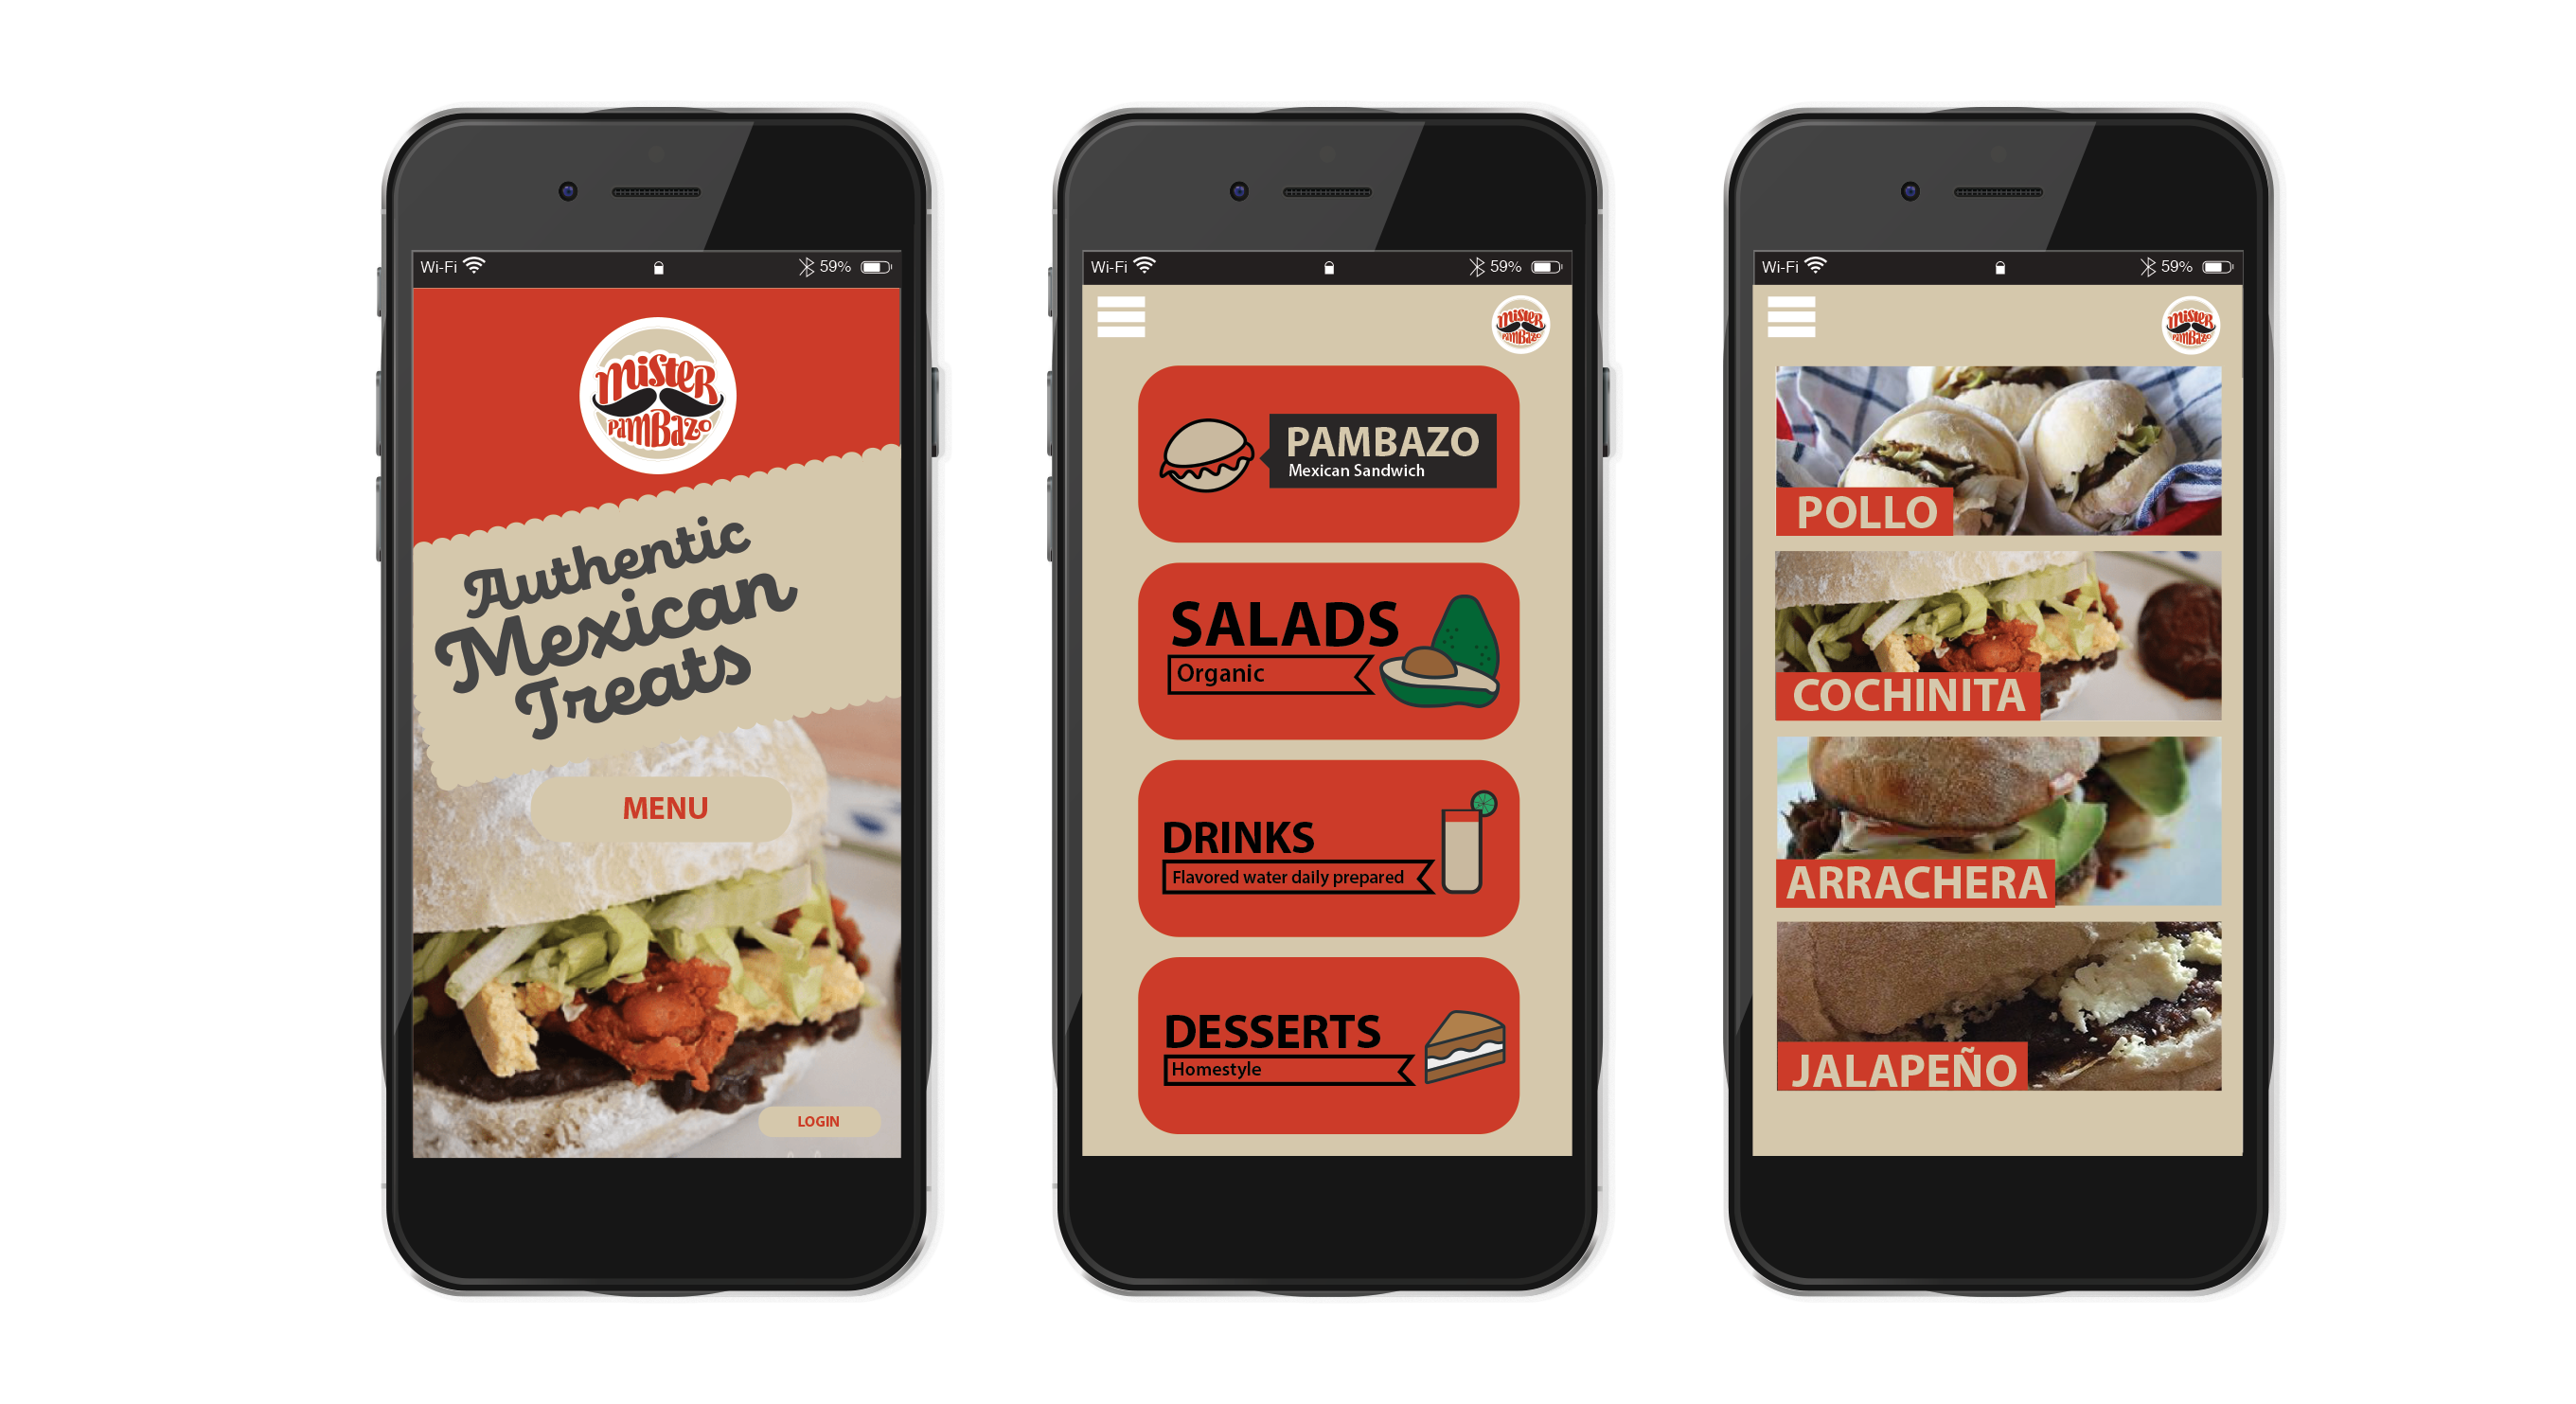 Wi-Fi 59%
MISTER
PAMBAZO
Authentic
Mexican
Treats
MENU
LOGIN
Wi-Fi 59%
MISTER
PAMBAZO
PAMBAZO
Mexican Sandwich
SALADS
Organic
DRINKS
Flavored water daily prepared
DESSERTS
Homestyle
Wi-Fi 59%
MISTER
PAMBAZO
POLLO
COCHINITA
ARRACHERA
JALAPEÑO